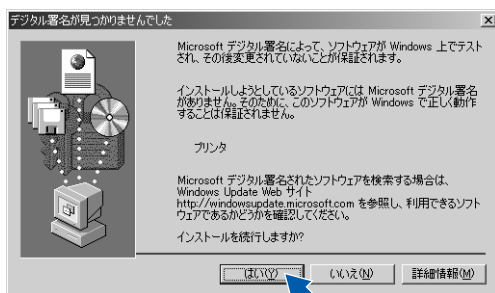 デジタル署名が見つかりませんでした
Microsoft デジタル署名によって、ソフトウェアが Windows 上でテスト
され、その後変更されていないことが保証されます。
インストールしようとしているソフトウェアには Microsoft デジタル署名
がありません。そのために、このソフトウェアが Windows で正しく動作
することは保証されません。
プリンタ
Microsoft デジタル署名されたソフトウェアを検索する場合は、
Windows Update Web サイト
http://windowsupdate.microsoft.com を参照し、利用できるソフト
ウェアであるかどうかを確認してください。
インストールを続行しますか?
はい(Y) いいえ(N) 詳細情報(M)